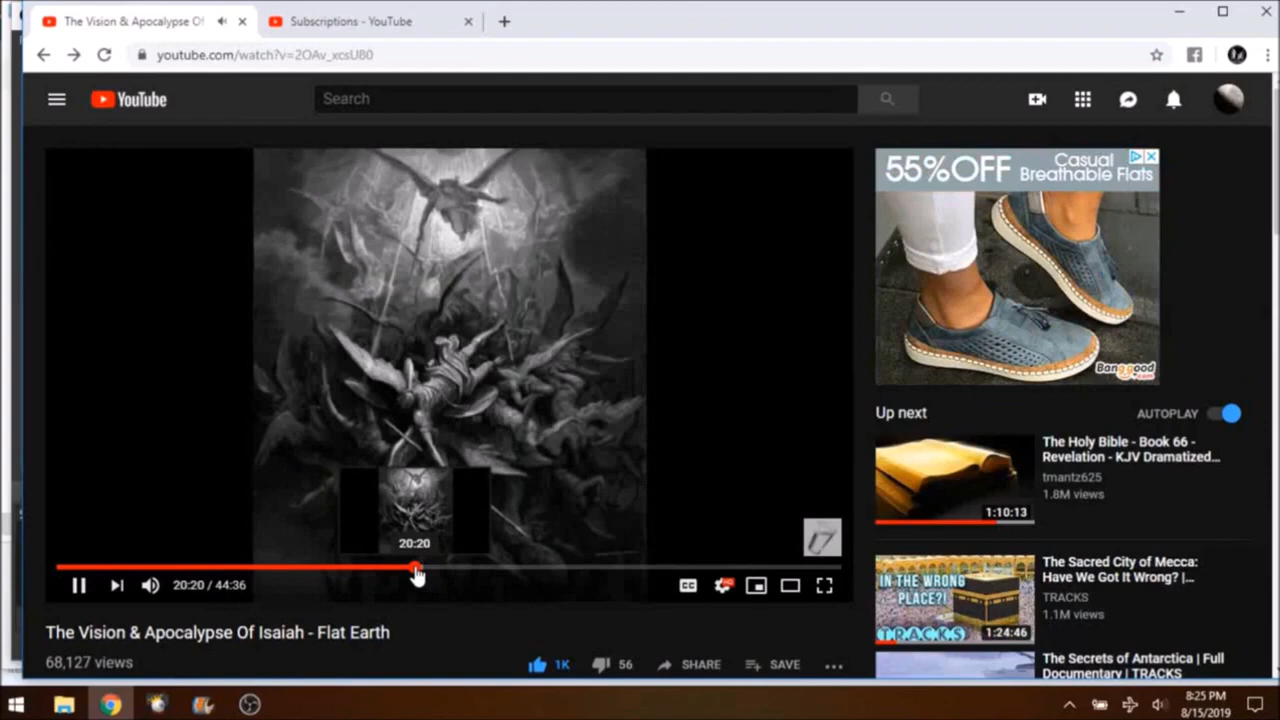 The Vision & Apocalypse Of
Subscriptions - YouTube
youtube.com/watch?v=2OAv_xcsU80
YouTube
Search
55%OFF Casual
Breathable Flats
Banggood
.com
Up next
AUTOPLAY
The Holy Bible - Book 66 -
Revelation - KJV Dramatized...
tmantz625
1.8M views
1:10:13
20:20
20:20 / 44:36
CC
HD
IN THE WRONG
PLACE?!
TRACKS
1:24:46
The Sacred City of Mecca:
Have We Got It Wrong? |...
TRACKS
1.1M views
The Vision & Apocalypse Of Isaiah - Flat Earth
68,127 views
1K
56
SHARE
SAVE
The Secrets of Antarctica | Full
Documentary | TRACKS
8:25 PM
8/15/2019